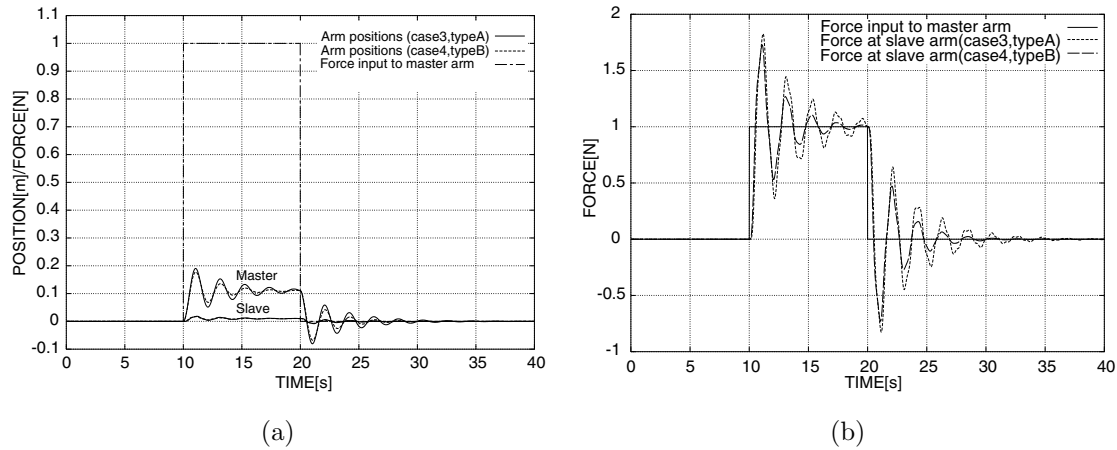 1.1
1
0.9
0.8
0.7
0.6
0.5
0.4
0.3
0.2
0.1
0
-0.1
POSITION[m]/FORCE[N]
Arm positions (case3,typeA)
Arm positions (case4,typeB)
Force input to master arm
Master
Slave
0 5 10 15 20 25 30 35 40
TIME[s]
(a)
2
1.5
1
0.5
0
-0.5
-1
FORCE[N]
Force input to master arm
Force at slave arm(case3,typeA)
Force at slave arm(case4,typeB)
0 5 10 15 20 25 30 35 40
TIME[s]
(b)